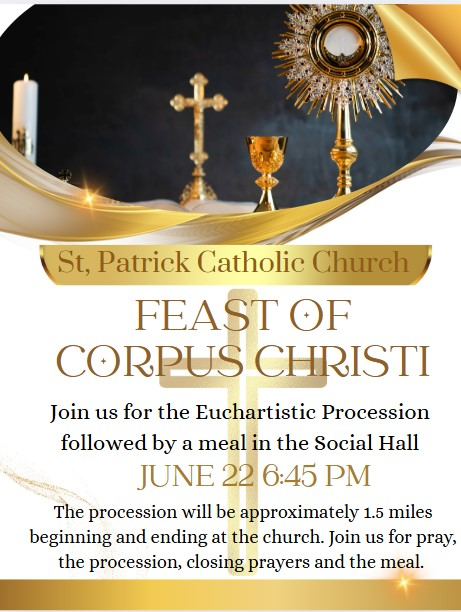 St, Patrick Catholic Church
FEAST OF
CORPUS CHRISTI
Join us for the Euchartistic Procession
followed by a meal in the Social Hall
JUNE 22 6:45 PM
The procession will be approximately 1.5 miles
beginning and ending at the church. Join us for pray,
the procession, closing prayers and the meal.